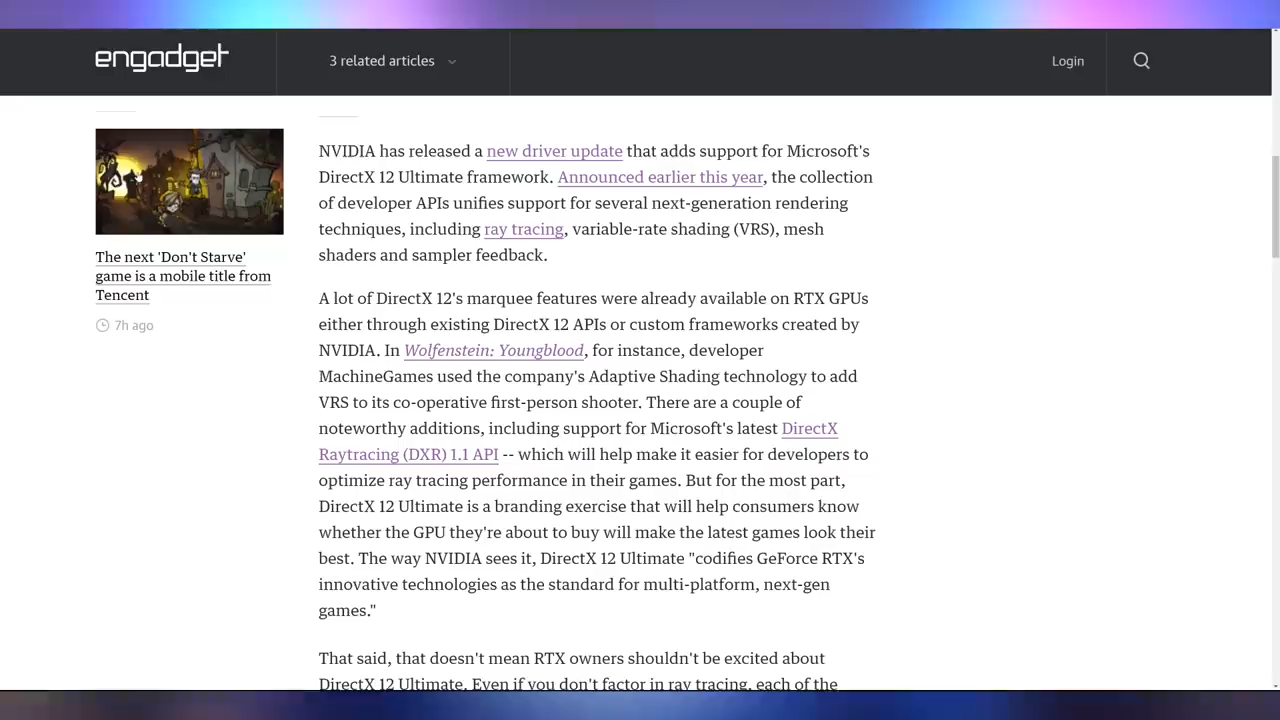 engadget
3 related articles
Login
The next 'Don't Starve'
game is a mobile title from
Tencent
7h ago
NVIDIA has released a new driver update that adds support for Microsoft's
DirectX 12 Ultimate framework. Announced earlier this year, the collection
of developer APIs unifies support for several next-generation rendering
techniques, including ray tracing, variable-rate shading (VRS), mesh
shaders and sampler feedback.
A lot of DirectX 12's marquee features were already available on RTX GPUs
either through existing DirectX 12 APIs or custom frameworks created by
NVIDIA. In Wolfenstein: Youngblood, for instance, developer
MachineGames used the company's Adaptive Shading technology to add
VRS to its co-operative first-person shooter. There are a couple of
noteworthy additions, including support for Microsoft's latest DirectX
Raytracing (DXR) 1.1 API -- which will help make it easier for developers to
optimize ray tracing performance in their games. But for the most part,
DirectX 12 Ultimate is a branding exercise that will help consumers know
whether the GPU they're about to buy will make the latest games look their
best. The way NVIDIA sees it, DirectX 12 Ultimate "codifies GeForce RTX's
innovative technologies as the standard for multi-platform, next-gen
games."
That said, that doesn't mean RTX owners shouldn't be excited about
DirectX 12 Ultimate. Even if you don't factor in ray tracing, each of the